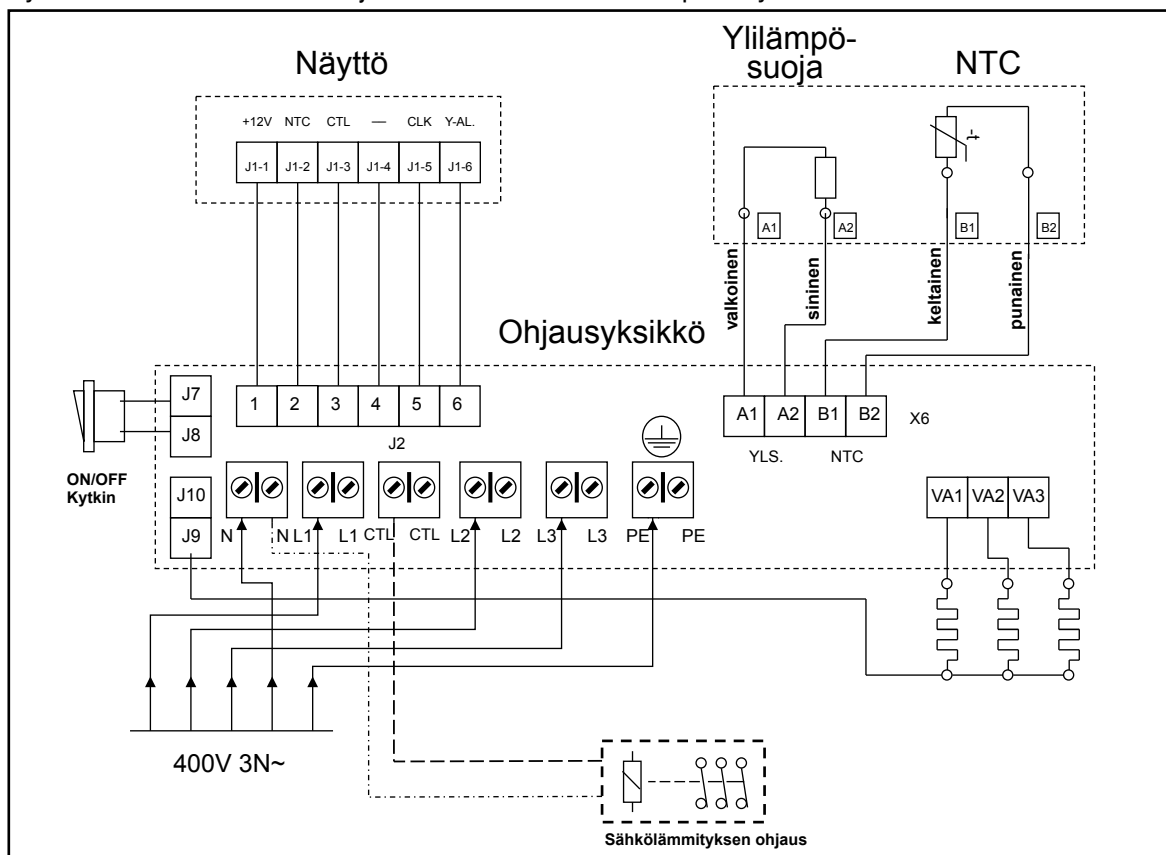 Ylilämpö-
suoja
Näyttö
NTC
+12V NTC CTL — CLK Y-AL.
J1-1 J1-2 J1-3 J1-4 J1-5 J1-6
-t
A1 A2 B1 B2
valkoinen
sininen
keltainen
punainen
Ohjausyksikkö
J7
J8
1 2 3 4 5 6
J2
A1 A2 B1 B2
X6
YLS. NTC
ON/OFF
Kytkin
J10
J9
N N L1 L1 CTL CTL L2 L2 L3 L3 PE PE
VA1 VA2 VA3
400V 3N~
Sähkölämmityksen ohjaus